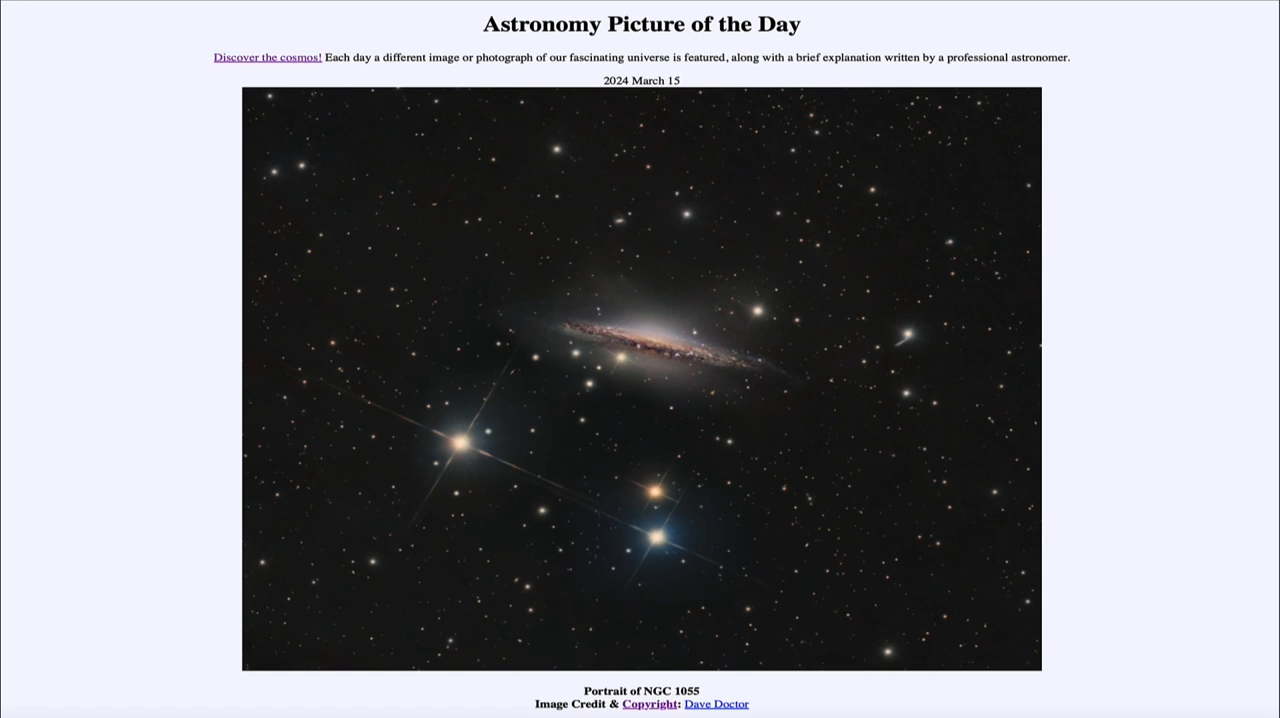 Astronomy Picture of the Day
Discover the cosmos! Each day a different image or photograph of our fascinating universe is featured, along with a brief explanation written by a professional astronomer.
2024 March 15
Portrait of NGC 1055
Image Credit & Copyright: Dave Doctor